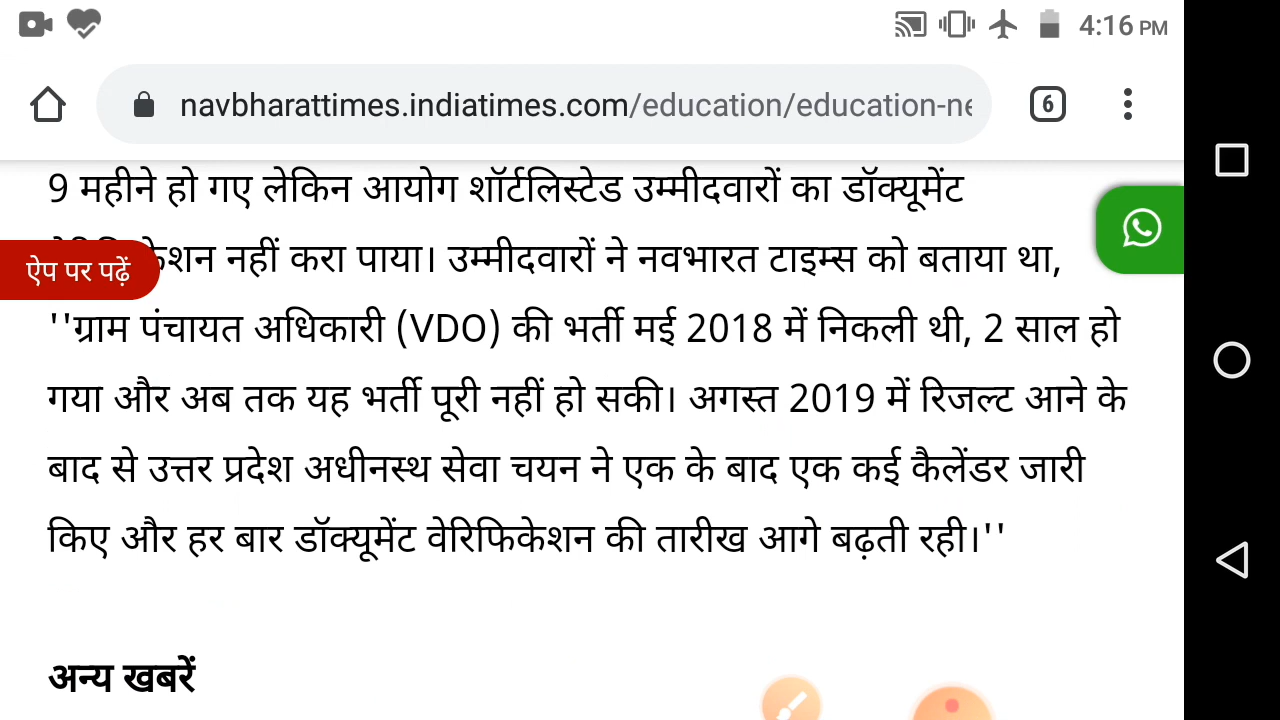 4:16 PM
navbharattimes.indiatimes.com/education/education-ne
6
9 महीने हो गए लेकिन आयोग शॉर्टलिस्टेड उम्मीदवारों का डॉक्यूमेंट
नहीं करा पाया। उम्मीदवारों ने नवभारत टाइम्स को बताया था,
ऐप पर पढ़ें
''ग्राम पंचायत अधिकारी (VDO) की भर्ती मई 2018 में निकली थी, 2 साल हो
गया और अब तक यह भर्ती पूरी नहीं हो सकी। अगस्त 2019 में रिजल्ट आने के
बाद से उत्तर प्रदेश अधीनस्थ सेवा चयन ने एक के बाद एक कई कैलेंडर जारी
किए और हर बार डॉक्यूमेंट वेरिफिकेशन की तारीख आगे बढ़ती रही।''
अन्य खबरें